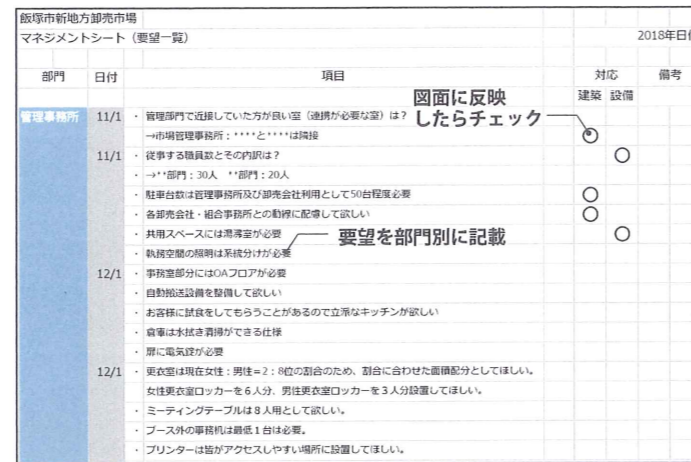 飯塚市新地方卸売市場
マネジメントシート（要望一覧） 2018年日付
部門 日付 項目 対応 備考
建築 設備
図面に反映
したらチェック
管理事務所 11/1 ・ 管理部門で近接していた方が良い室（連携が必要な室）は？
→市場管理事務所：****と****は隣接 ○
11/1 ・ 従事する職員数とその内訳は？ ○
・ →**部門：30人 **部門：20人
・ 駐車台数は管理事務所及び卸売会社利用として50台程度必要 ○
・ 各卸売会社・組合事務所との動線に配慮して欲しい ○
・ 共用スペースには湯沸室が必要 ○
要望を部門別に記載
・ 執務空間の照明は系統分けが必要
12/1 ・ 事務室部分にはOAフロアが必要
・ 自動搬送設備を整備して欲しい
・ お客様に試食をしてもらうことがあるので立派なキッチンが欲しい
・ 倉庫は水拭き清掃ができる仕様
・ 扉に電気錠が必要
12/1 ・ 更衣室は現在女性：男性＝2：8位の割合のため、割合に合わせた面積配分としてほしい。
女性更衣室ロッカーを６人分、男性更衣室ロッカーを３人分設置してほしい。
・ ミーティングテーブルは８人用として欲しい。
・ ブース外の事務机は最低１台は必要。
・ プリンターは皆がアクセスしやすい場所に設置してほしい。